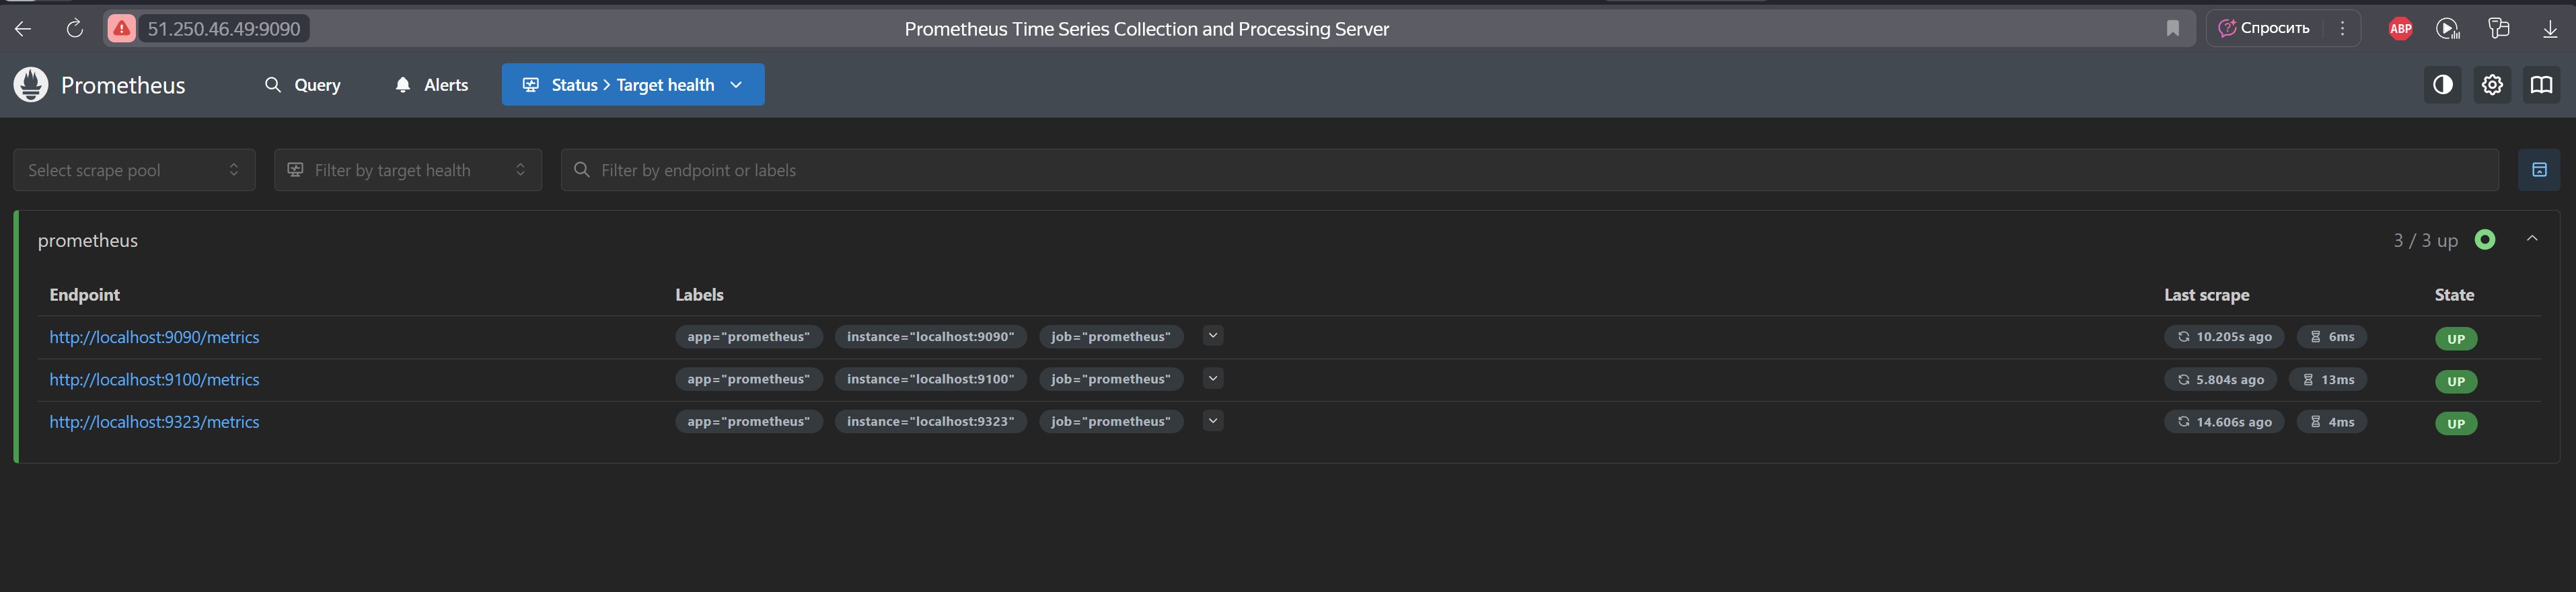 51.250.46.49:9090 Prometheus Time Series Collection and Processing Server Спросить ABP
Prometheus Query Alerts Status > Target health
Select scrape pool Filter by target health Filter by endpoint or labels
prometheus 3 / 3 up
Endpoint Labels Last scrape State
http://localhost:9090/metrics app="prometheus" instance="localhost:9090" job="prometheus" 10.205s ago 6ms UP
http://localhost:9100/metrics app="prometheus" instance="localhost:9100" job="prometheus" 5.804s ago 13ms UP
http://localhost:9323/metrics app="prometheus" instance="localhost:9323" job="prometheus" 14.606s ago 4ms UP